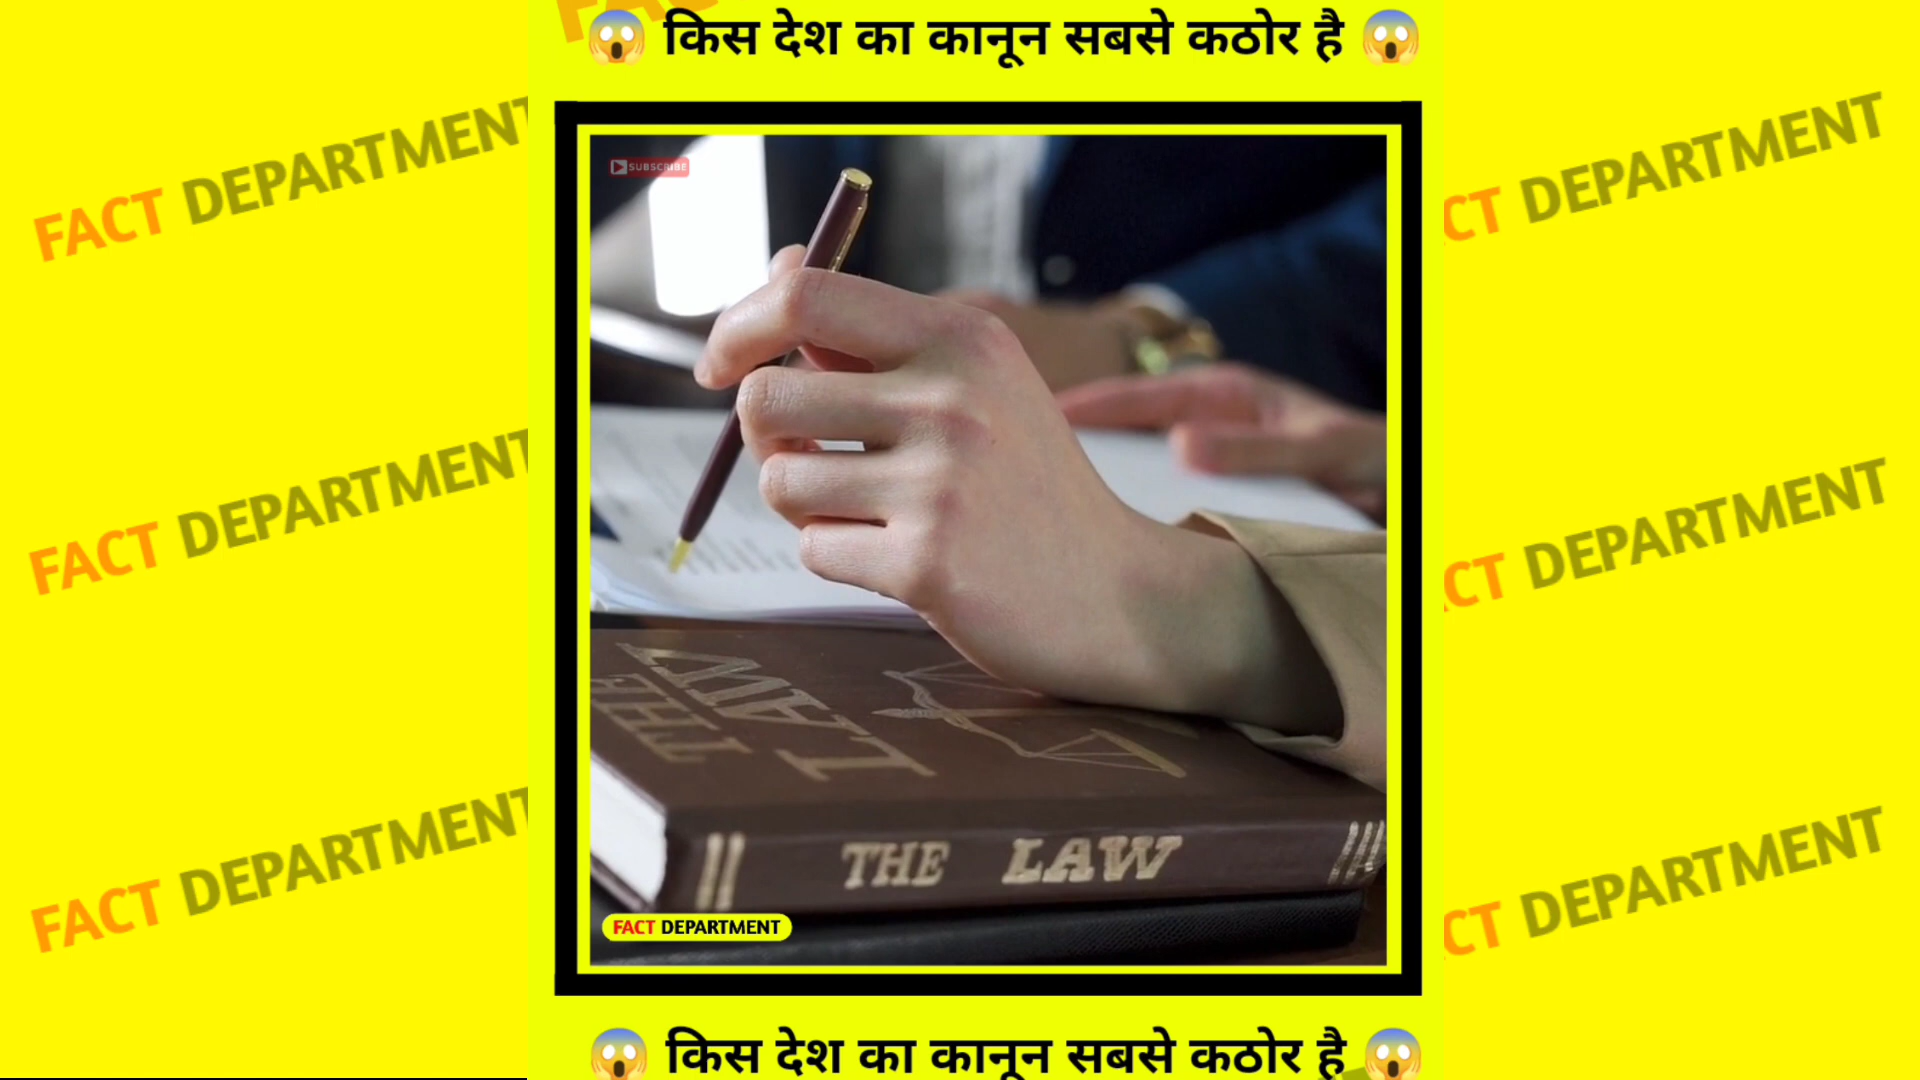 😱 किस देश का कानून सबसे कठोर है 😱
FACT DEPARTMENT
CT DEPARTMENT
SUBSCRIBE
FACT DEPARTMENT
CT DEPARTMENT
THE LAW
THE LAW
FACT DEPARTMENT
CT DEPARTMENT
FACT DEPARTMENT
😱 किस देश का कानून सबसे कठोर है 😱